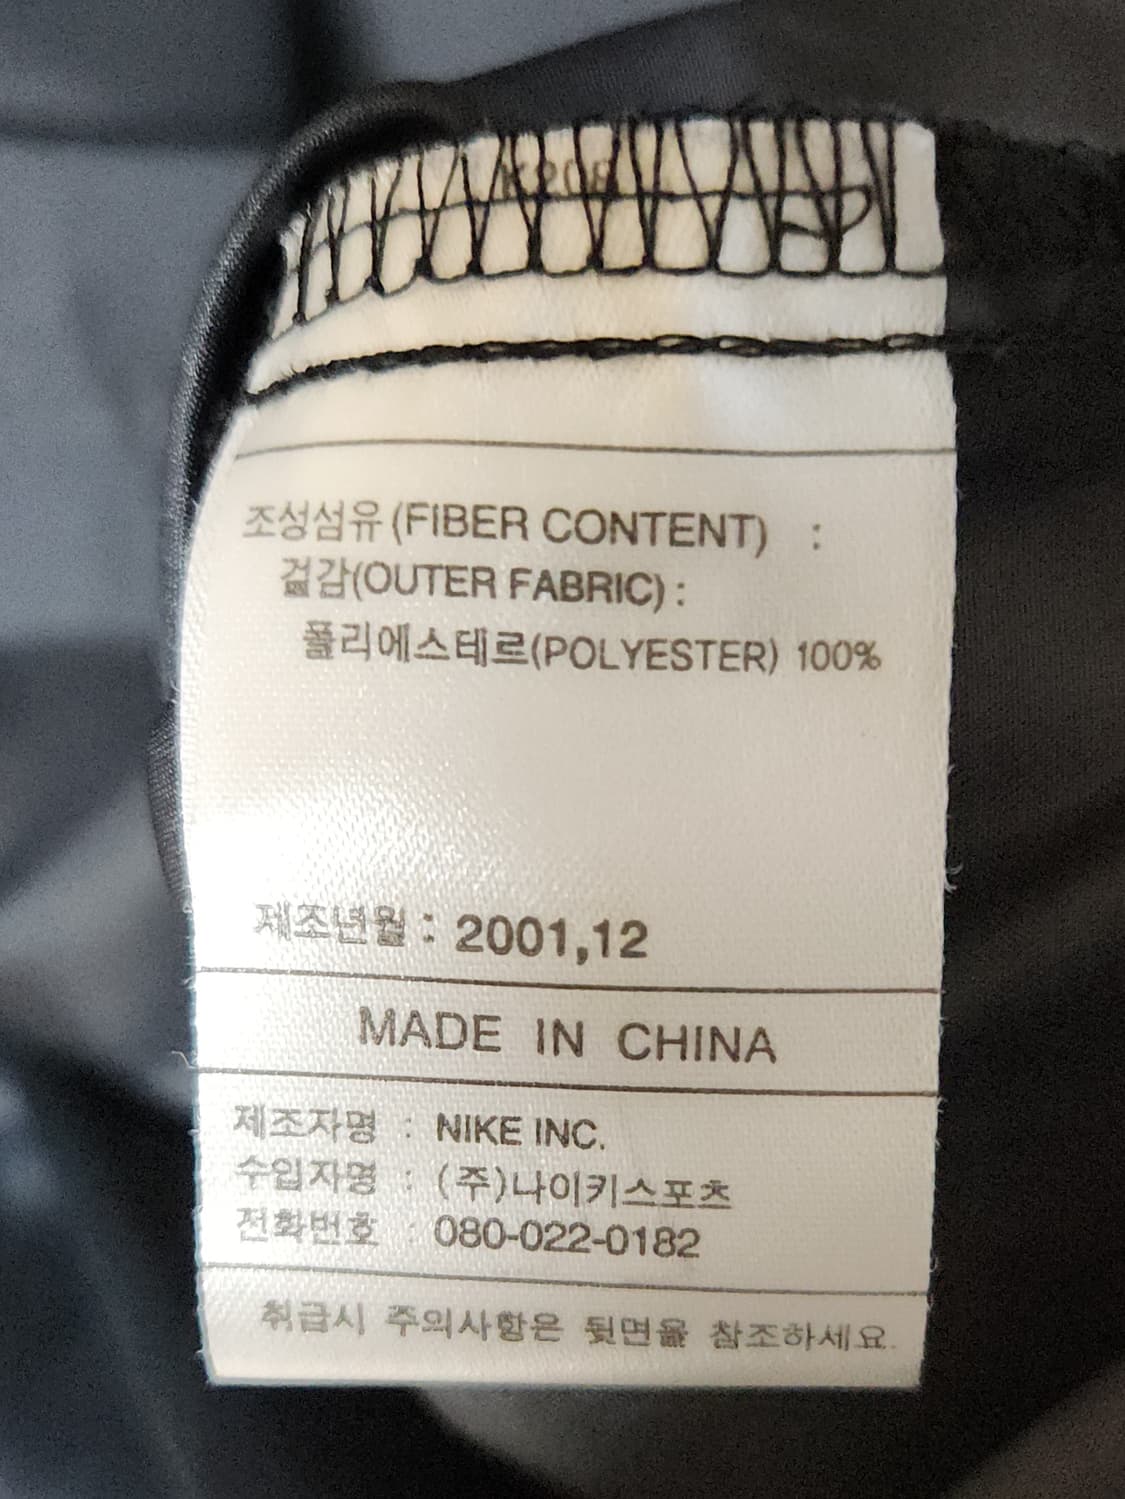 조성섬유(FIBER CONTENT) :
겉감(OUTER FABRIC) :
폴리에스테르(POLYESTER) 100%
제조년월 : 2001,12
MADE IN CHINA
제조자명 : NIKE INC.
수입자명 : (주)나이키스포츠
전화번호 : 080-022-0182
취급시 주의사항은 뒷면을 참조하세요.